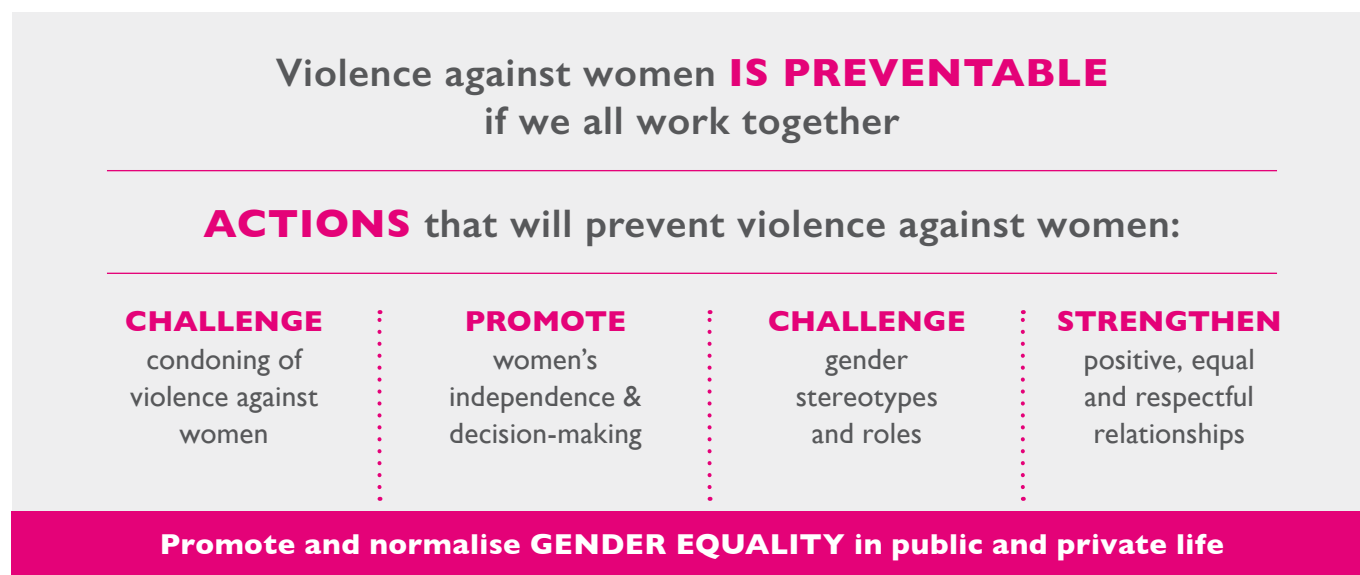 Violence against women IS PREVENTABLE
if we all work together
ACTIONS that will prevent violence against women:
CHALLENGE
condoning of
violence against
women
PROMOTE
women’s
independence &
decision-making
CHALLENGE
gender
stereotypes
and roles
STRENGTHEN
positive, equal
and respectful
relationships
Promote and normalise GENDER EQUALITY in public and private life